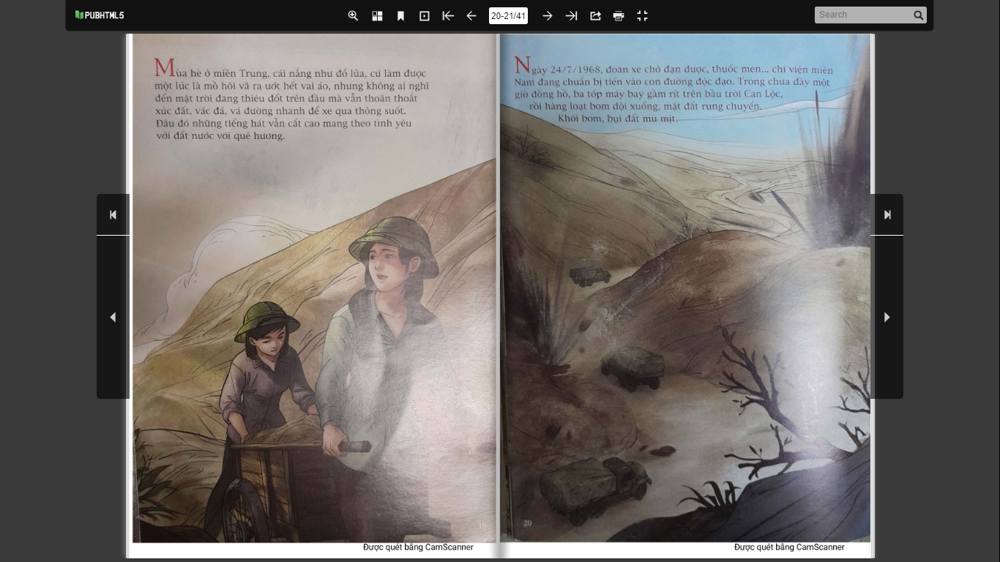 PUBHTML5
20-21/41
Search
Mùa hè ở miền Trung, cái nắng như đổ lửa, cứ làm được
một lúc là mồ hôi vã ra ướt hết vai áo, nhưng không ai nghĩ
đến mặt trời đang thiêu đốt trên đầu mà vẫn thoăn thoắt
xúc đất, vác đá, vá đường nhanh để xe qua thông suốt.
Đâu đó những tiếng hát vẫn cất cao mang theo tình yêu
với đất nước với quê hương.
19
Được quét bằng CamScanner
Ngày 24/7/1968, đoàn xe chở đạn dược, thuốc men... chi viện miền
Nam đang chuẩn bị tiến vào con đường độc đạo. Trong chưa đầy một
giờ đồng hồ, ba tốp máy bay gầm rít trên bầu trời Can Lộc,
rồi hàng loạt bom dội xuống, mặt đất rung chuyển.
Khói bom, bụi đất mù mịt.
20
Được quét bằng CamScanner